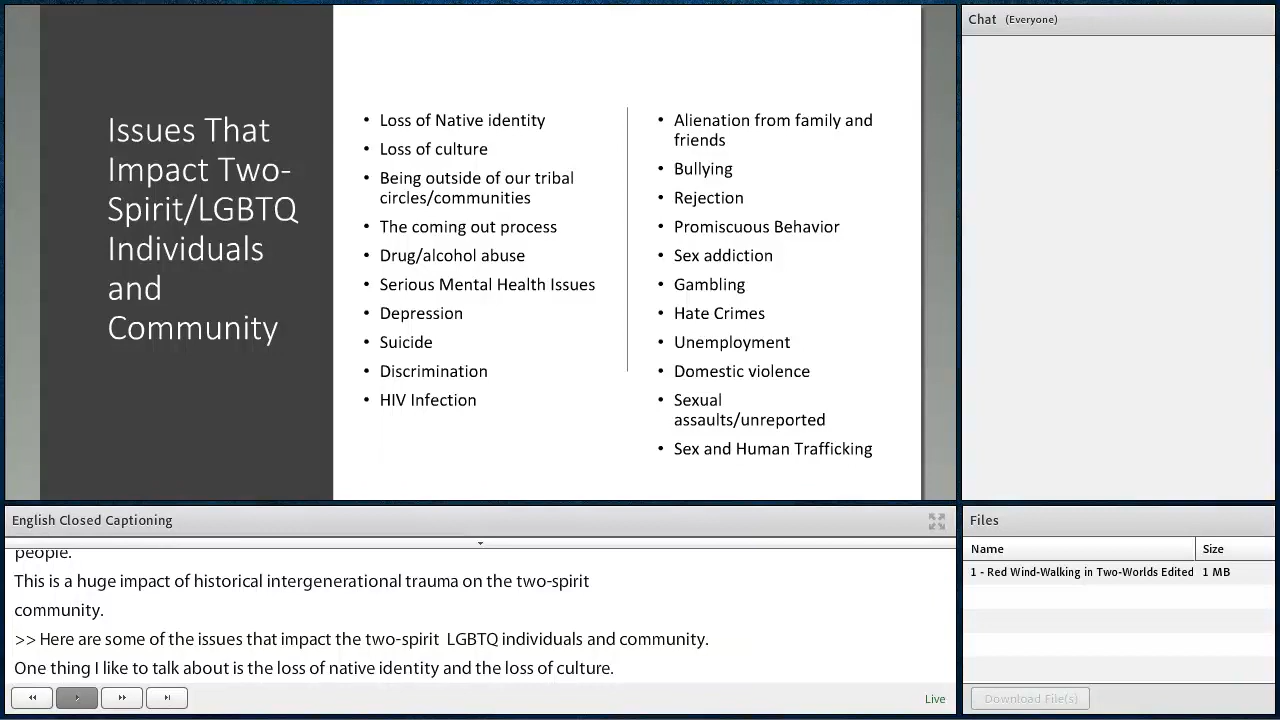 Issues That
Impact Two-
Spirit/LGBTQ
Individuals
and
Community
• Loss of Native identity
• Loss of culture
• Being outside of our tribal
circles/communities
• The coming out process
• Drug/alcohol abuse
• Serious Mental Health Issues
• Depression
• Suicide
• Discrimination
• HIV Infection
• Alienation from family and
friends
• Bullying
• Rejection
• Promiscuous Behavior
• Sex addiction
• Gambling
• Hate Crimes
• Unemployment
• Domestic violence
• Sexual
assaults/unreported
• Sex and Human Trafficking
Chat (Everyone)
English Closed Captioning
people.
This is a huge impact of historical intergenerational trauma on the two-spirit
community.
>> Here are some of the issues that impact the two-spirit LGBTQ individuals and community.
One thing I like to talk about is the loss of native identity and the loss of culture.
Live
Files
Name Size
1 - Red Wind-Walking in Two-Worlds Edited 1 MB
Download File(s)